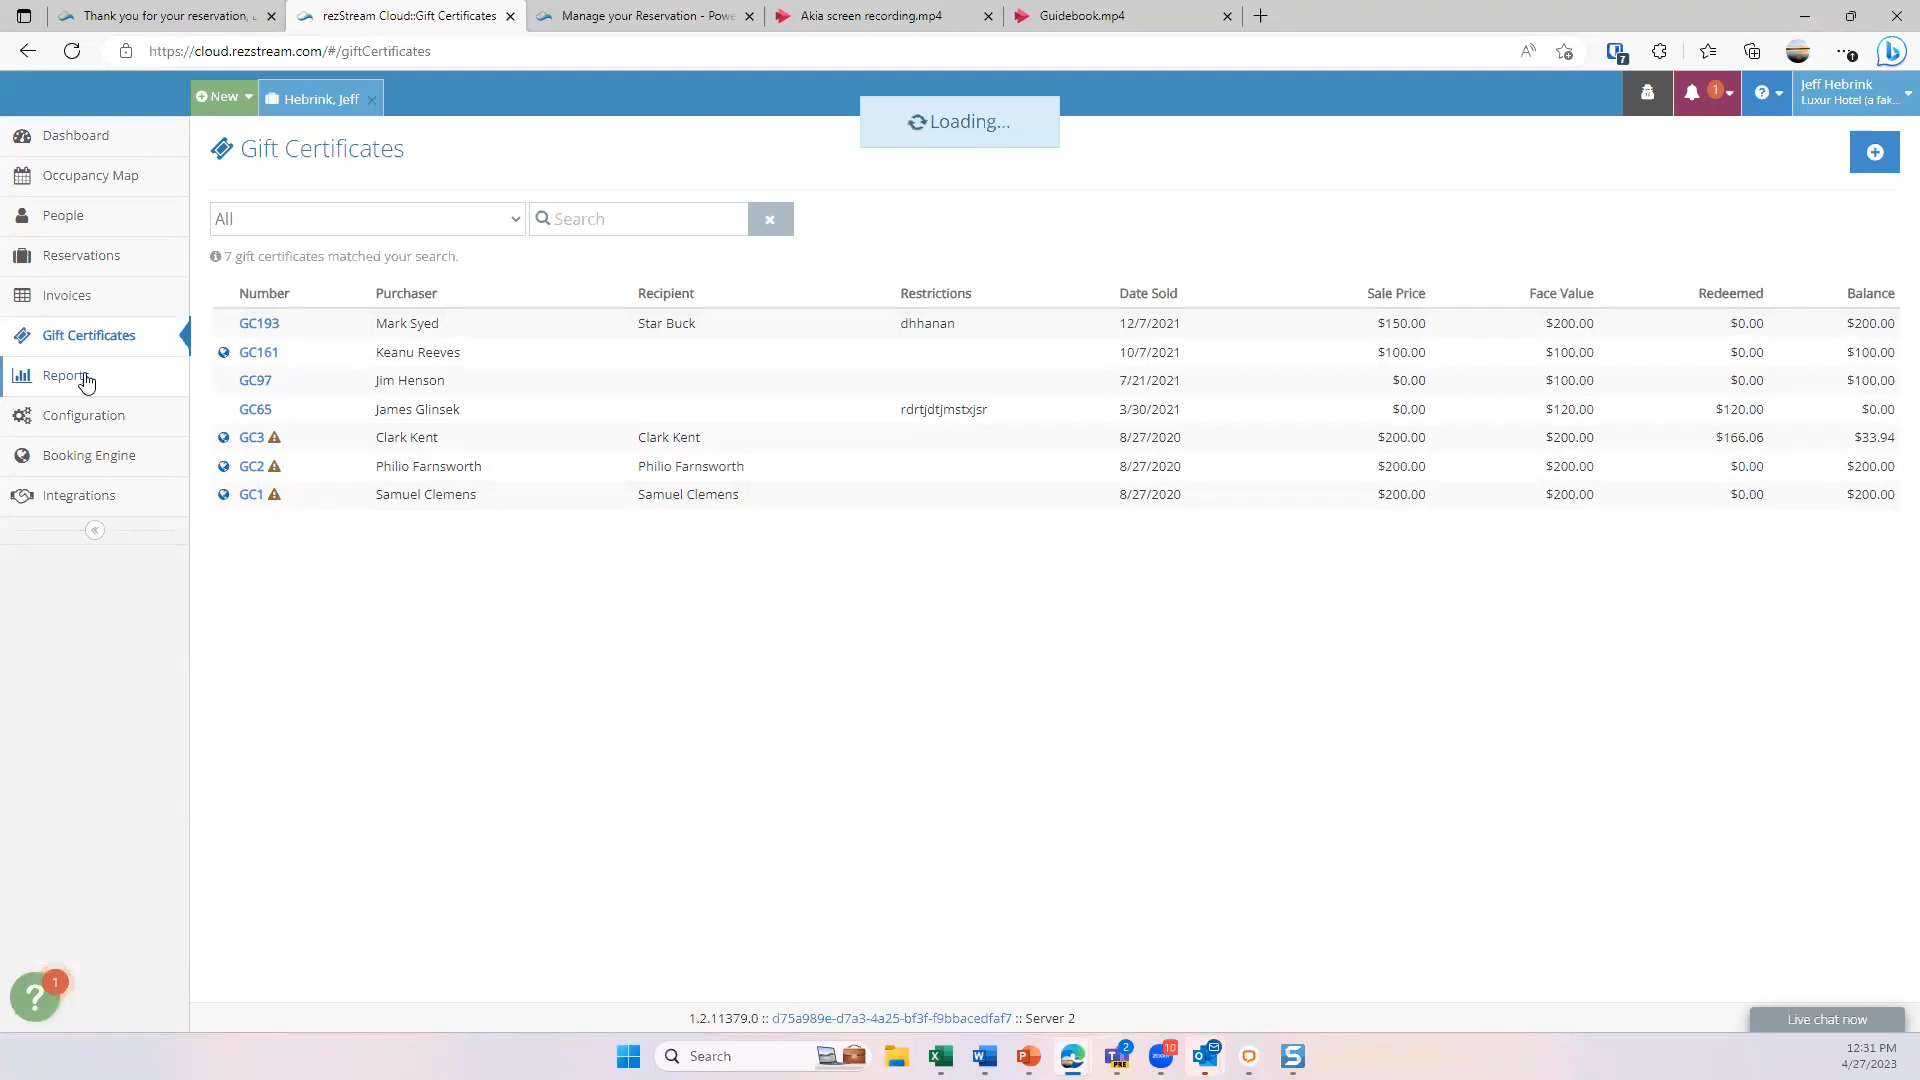 Thank you for your reservation,
rezStream Cloud::Gift Certificates
Manage your Reservation - Powe
Akia screen recording.mp4
Guidebook.mp4
https://cloud.rezstream.com/#/giftCertificates
7
New
Hebrink, Jeff
1
Jeff Hebrink
Luxur Hotel (a fak...
Loading...
Dashboard
Occupancy Map
People
Reservations
Invoices
Gift Certificates
Reports
Configuration
Booking Engine
Integrations
Gift Certificates
All
Search
7 gift certificates matched your search.
Number Purchaser Recipient Restrictions Date Sold Sale Price Face Value Redeemed Balance
GC193 Mark Syed Star Buck dhhanan 12/7/2021 $150.00 $200.00 $0.00 $200.00
GC161 Keanu Reeves 10/7/2021 $100.00 $100.00 $0.00 $100.00
GC97 Jim Henson 7/21/2021 $0.00 $100.00 $0.00 $100.00
GC65 James Glinsek rdrtjdtjmstxjsr 3/30/2021 $0.00 $120.00 $120.00 $0.00
GC3 Clark Kent Clark Kent 8/27/2020 $200.00 $200.00 $166.06 $33.94
GC2 Philio Farnsworth Philio Farnsworth 8/27/2020 $200.00 $200.00 $0.00 $200.00
GC1 Samuel Clemens Samuel Clemens 8/27/2020 $200.00 $200.00 $0.00 $200.00
?
1
1.2.11379.0 :: d75a989e-d7a3-4a25-bf3f-f9bbacedfaf7 :: Server 2
Live chat now
Search
2
PRE
zoom
10
12:31 PM
4/27/2023